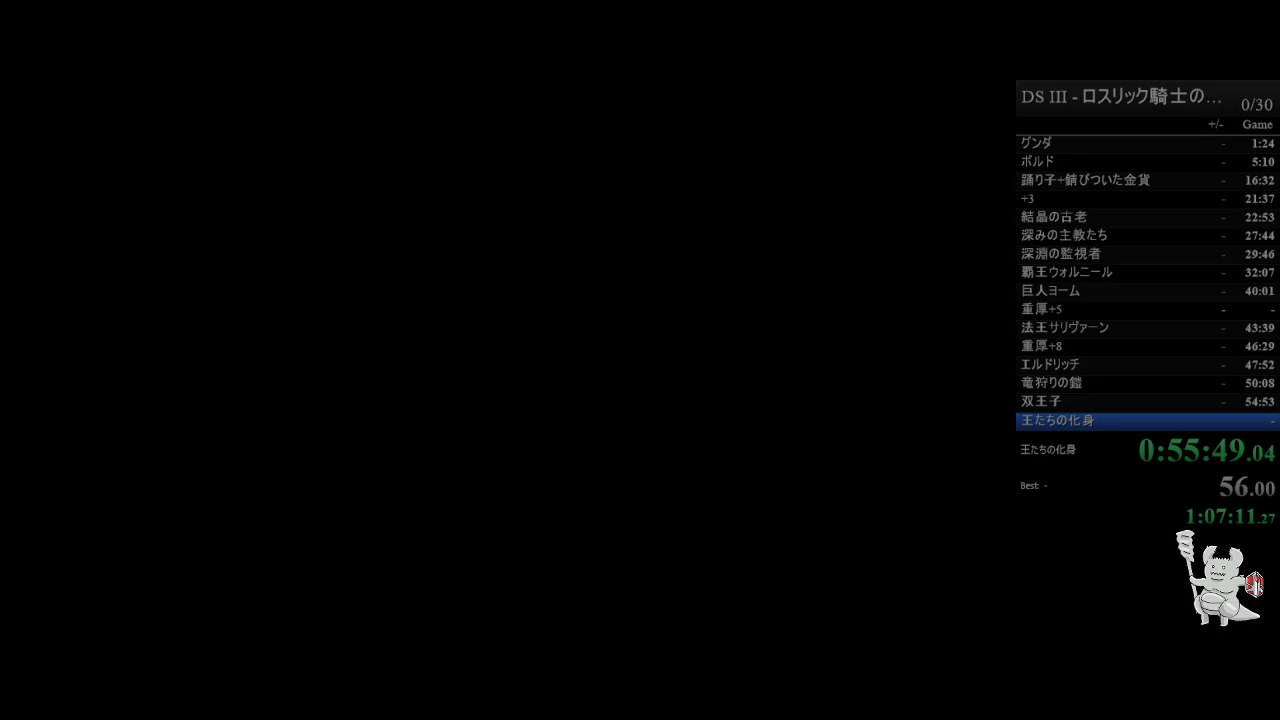 DS III - ロスリック騎士の... 0/30
+/- Game
グンダ - 1:24
ボルド - 5:10
踊り子+錆びついた金貨 - 16:32
+3 - 21:37
結晶の古老 - 22:53
深みの主教たち - 27:44
深淵の監視者 - 29:46
覇王ウォルニール - 32:07
巨人ヨーム - 40:01
重厚+5 - -
法王サリヴァーン - 43:39
重厚+8 - 46:29
エルドリッチ - 47:52
竜狩りの鎧 - 50:08
双王子 - 54:53
王たちの化身 -
王たちの化身 0:55:49.04
Best: - 56.00
1:07:11.27